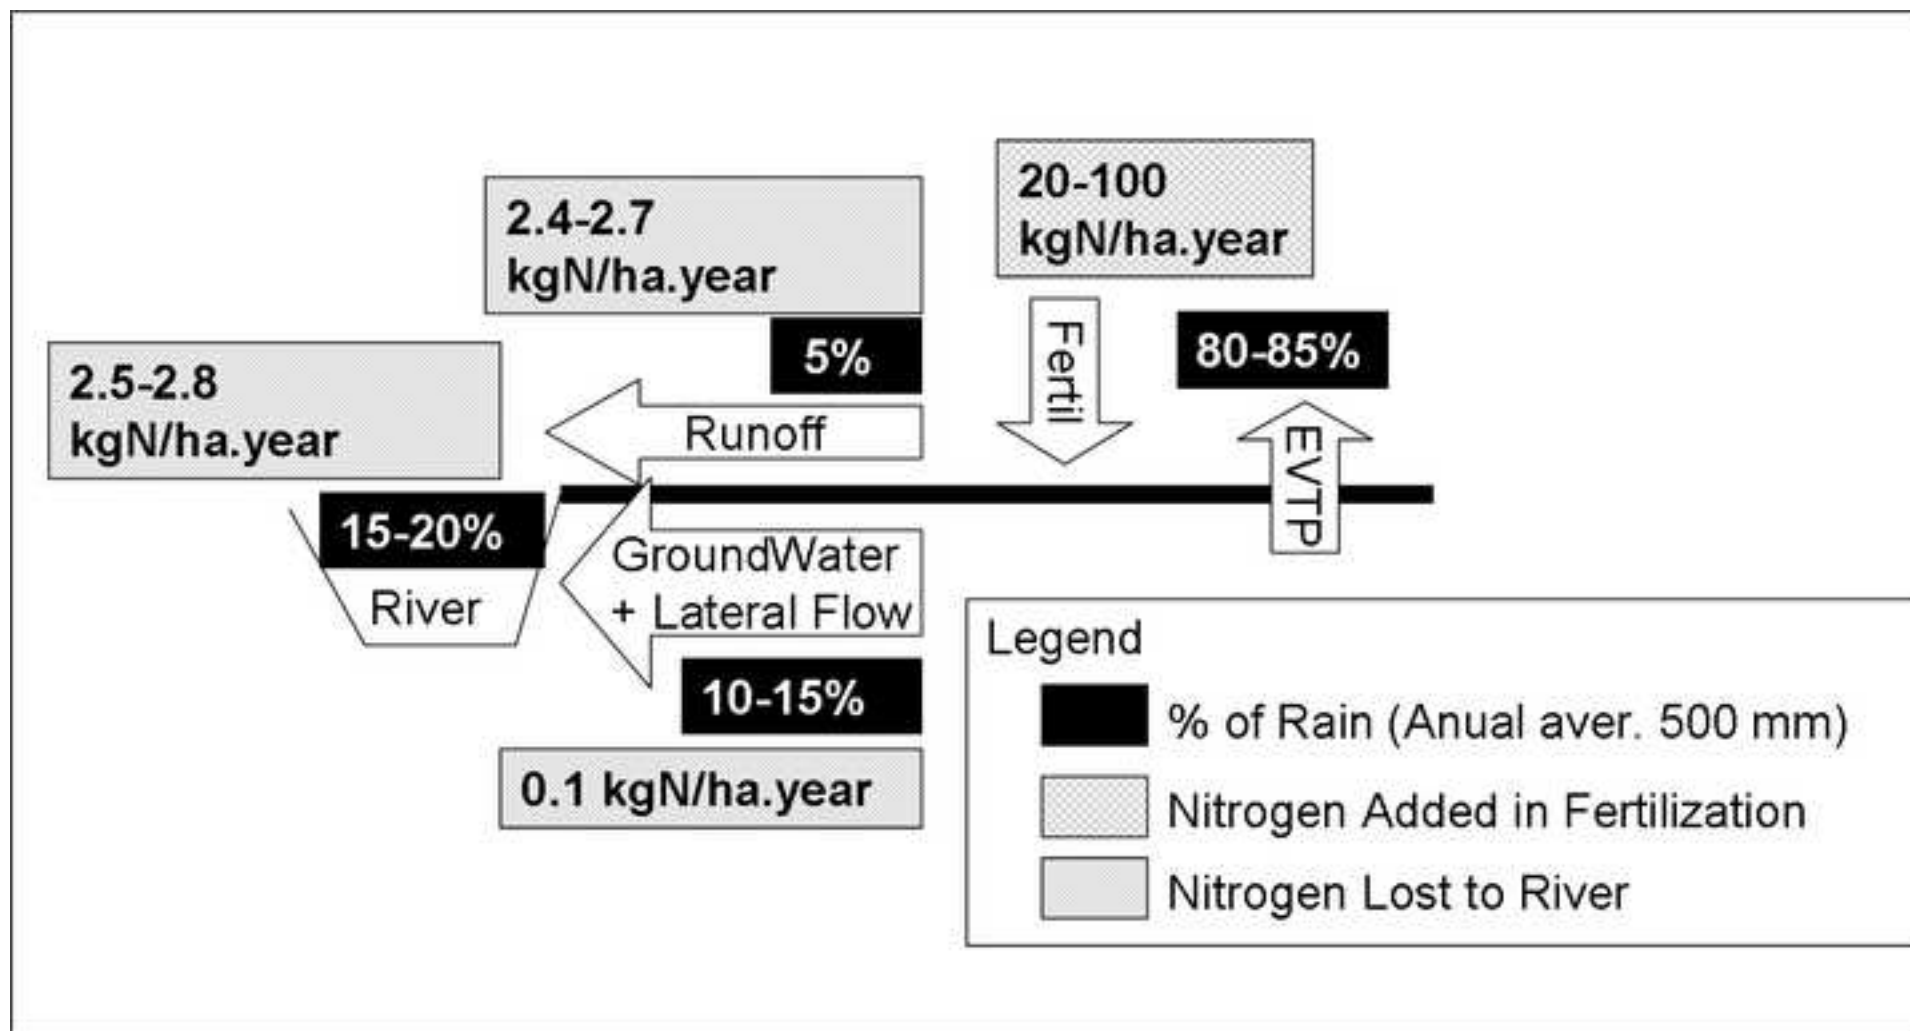 20-100
kgN/ha.year
2.4-2.7
kgN/ha.year
5%
80-85%
Fertil
2.5-2.8
kgN/ha.year
Runoff
EVTP
15-20%
River
GroundWater
+ Lateral Flow
10-15%
0.1 kgN/ha.year
Legend
% of Rain (Anual aver. 500 mm)
Nitrogen Added in Fertilization
Nitrogen Lost to River